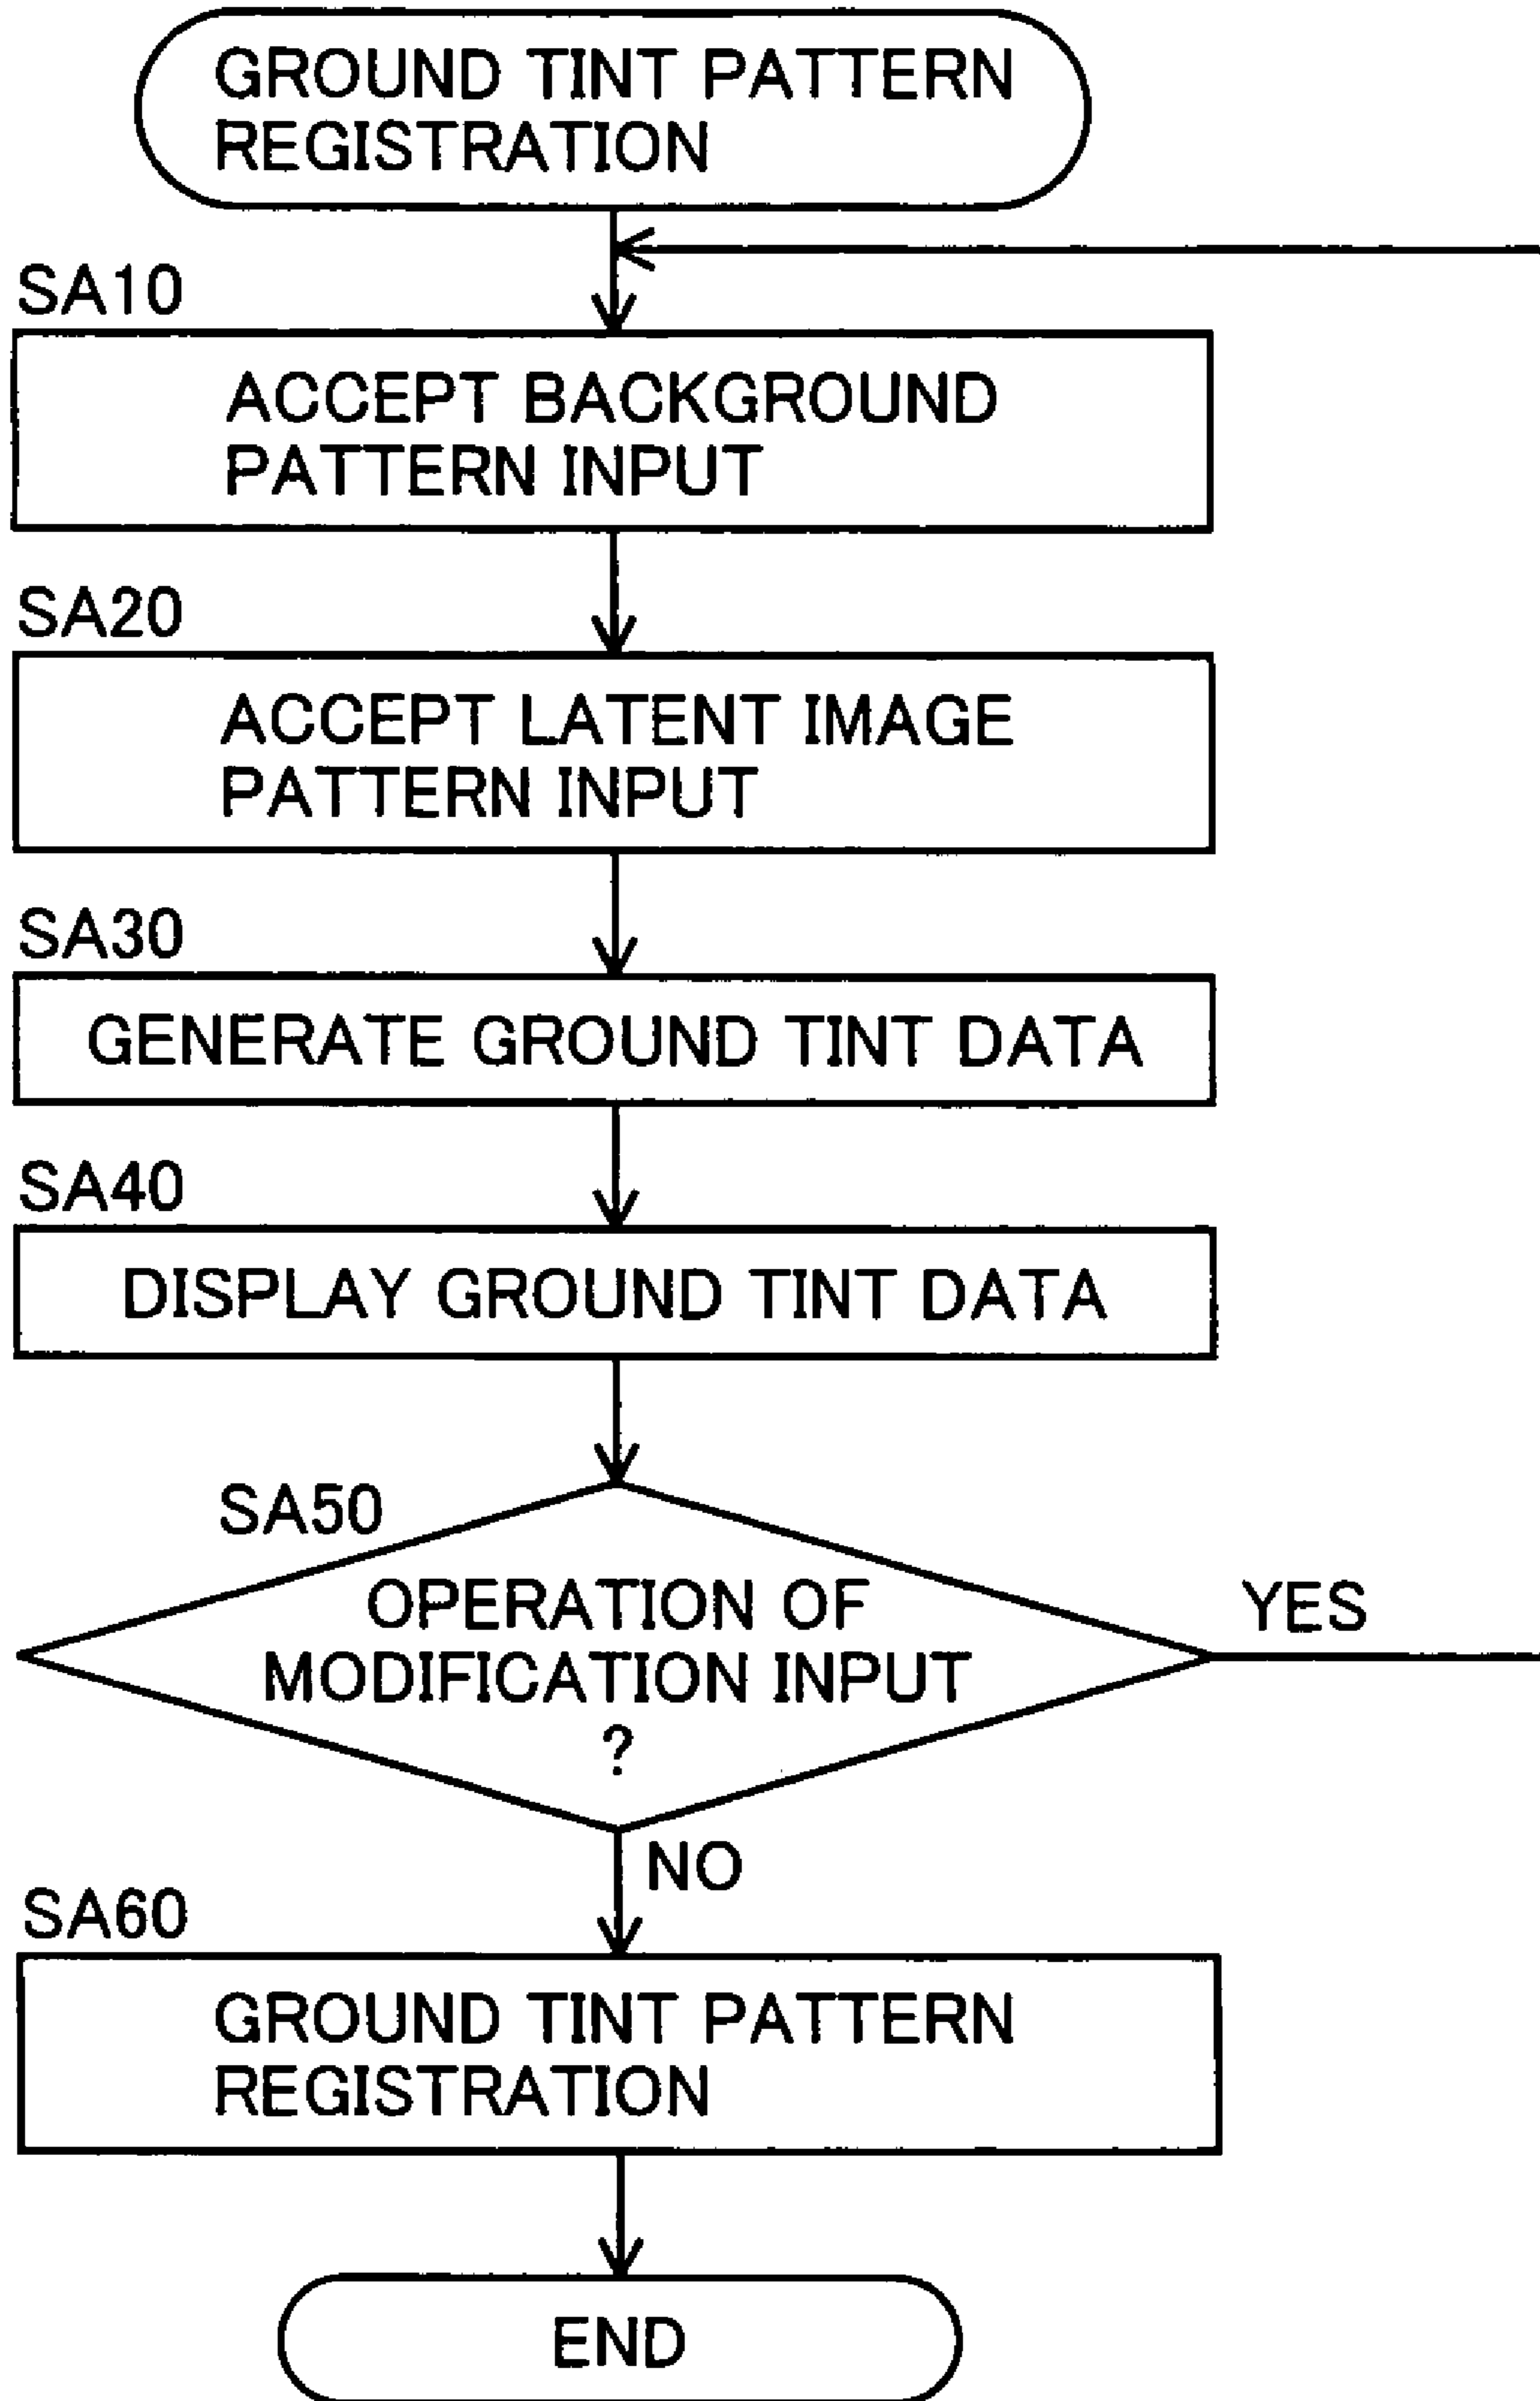 GROUND TINT PATTERN
REGISTRATION
SA10
ACCEPT BACKGROUND
PATTERN INPUT
SA20
ACCEPT LATENT IMAGE
PATTERN INPUT
SA30
GENERATE GROUND TINT DATA
SA40
DISPLAY GROUND TINT DATA
SA50
OPERATION OF
MODIFICATION INPUT
?
YES
NO
SA60
GROUND TINT PATTERN
REGISTRATION
END